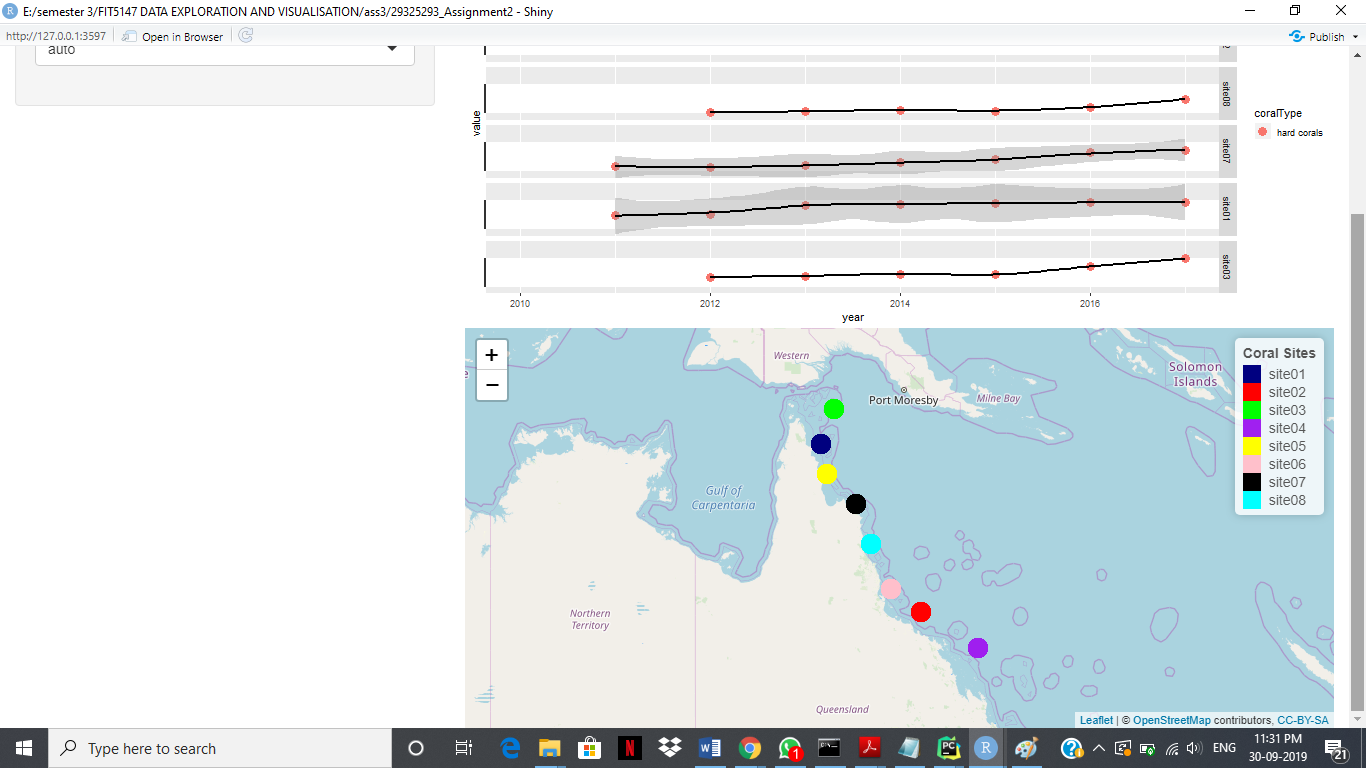 E:/semester 3/FIT5147 DATA EXPLORATION AND VISUALISATION/ass3/29325293_Assignment2 - Shiny
http://127.0.0.1:3597
Open in Browser
Publish
auto
value
site08
site07
site01
site03
coralType
hard corals
2010
2012
2014
2016
year
+
−
Western
Port Moresby
Milne Bay
Solomon
Islands
Gulf of
Carpentaria
Northern
Territory
Queensland
Coral Sites
site01
site02
site03
site04
site05
site06
site07
site08
Leaflet | © OpenStreetMap contributors, CC-BY-SA
Type here to search
1
ENG
11:31 PM
30-09-2019
21